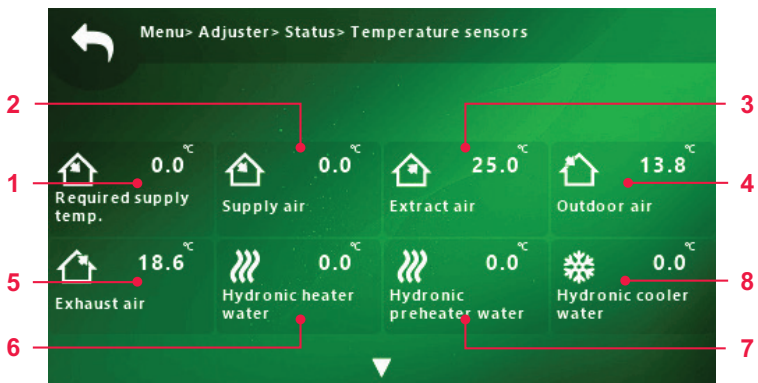 Menu> Adjuster> Status> Temperature sensors
2
3
1
4
0.0 ℃
Required supply
temp.
0.0 ℃
Supply air
25.0 ℃
Extract air
13.8 ℃
Outdoor air
5
8
18.6 ℃
Exhaust air
0.0 ℃
Hydronic heater
water
0.0 ℃
Hydronic
preheater water
0.0 ℃
Hydronic cooler
water
6
7